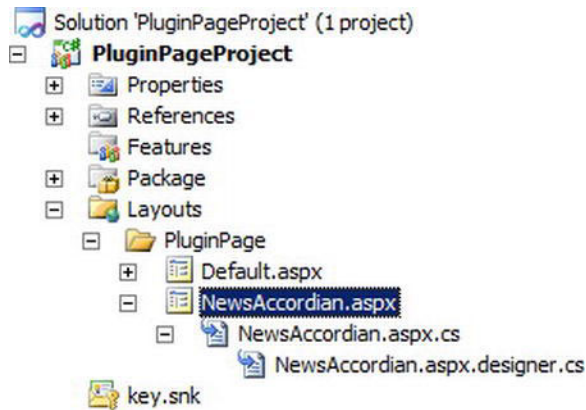 Solution 'PluginPageProject' (1 project)
PluginPageProject
Properties
References
Features
Package
Layouts
PluginPage
Default.aspx
NewsAccordian.aspx
NewsAccordian.aspx.cs
NewsAccordian.aspx.designer.cs
key.snk